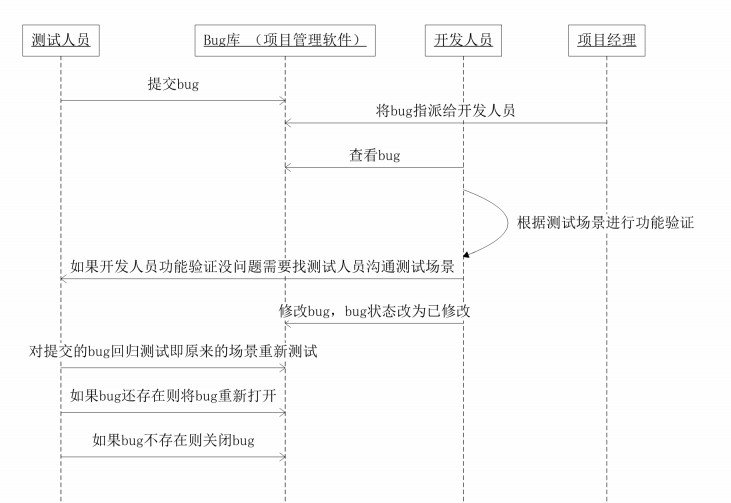 测试人员
Bug库 （项目管理软件）
开发人员
项目经理
提交bug
将bug指派给开发人员
查看bug
根据测试场景进行功能验证
如果开发人员功能验证没问题需要找测试人员沟通测试场景
修改bug，bug状态改为已修改
对提交的bug回归测试即原来的场景重新测试
如果bug还存在则将bug重新打开
如果bug不存在则关闭bug